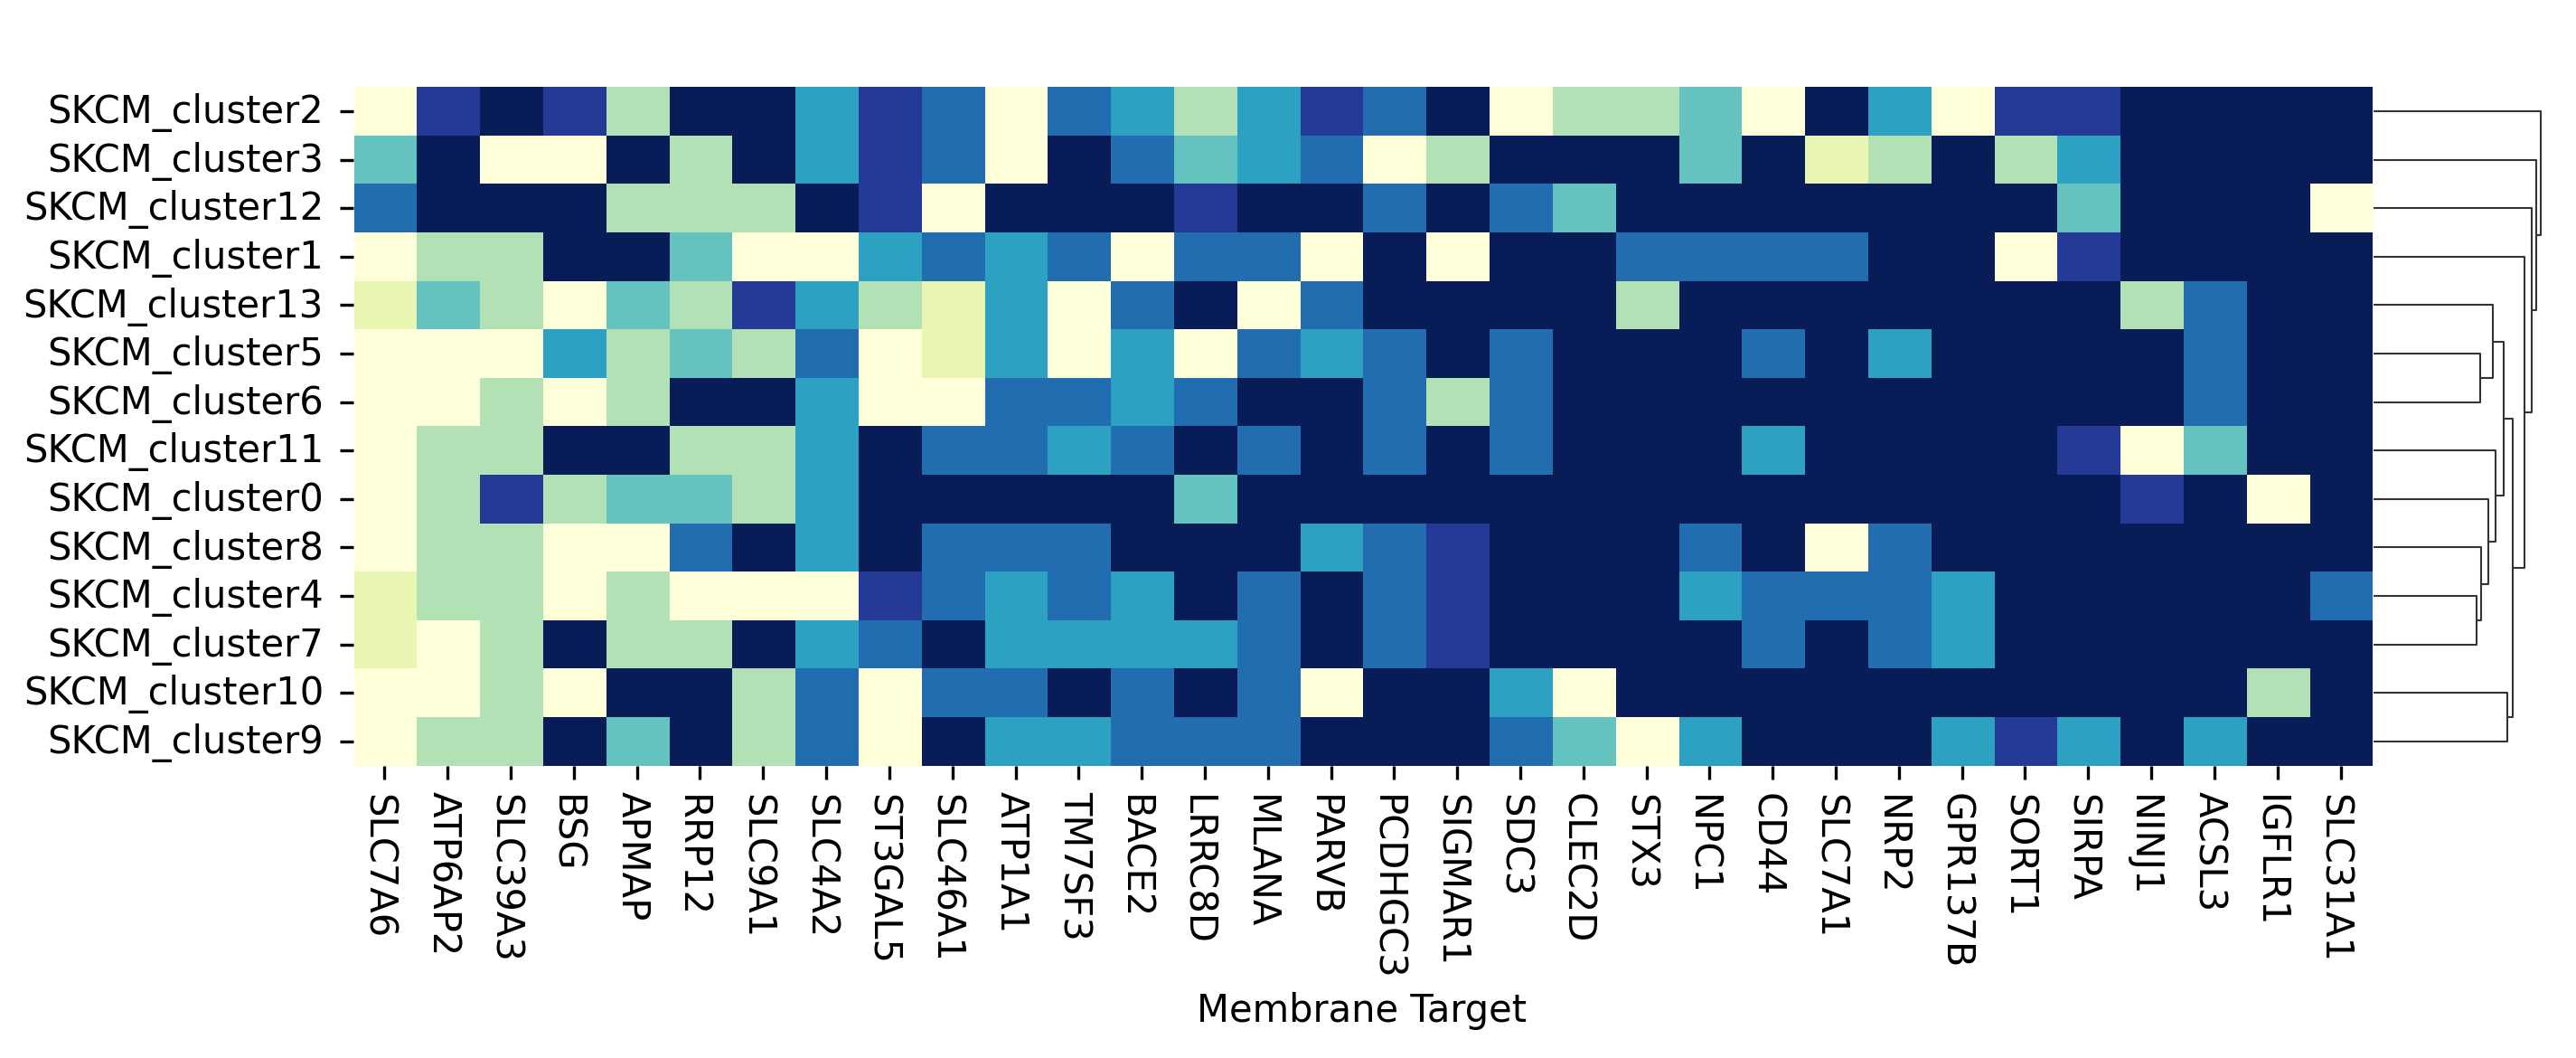 SKCM_cluster2
SKCM_cluster3
SKCM_cluster12
SKCM_cluster1
SKCM_cluster13
SKCM_cluster5
SKCM_cluster6
SKCM_cluster11
SKCM_cluster0
SKCM_cluster8
SKCM_cluster4
SKCM_cluster7
SKCM_cluster10
SKCM_cluster9
SLC7A6
ATP6AP2
SLC39A3
BSG
APMAP
RRP12
SLC9A1
SLC4A2
ST3GAL5
SLC46A1
ATP1A1
TM7SF3
BACE2
LRRC8D
MLANA
PARVB
PCDHGC3
SIGMAR1
SDC3
CLEC2D
STX3
NPC1
CD44
SLC7A1
NRP2
GPR137B
SORT1
SIRPA
NINJ1
ACSL3
IGFLR1
SLC31A1
Membrane Target